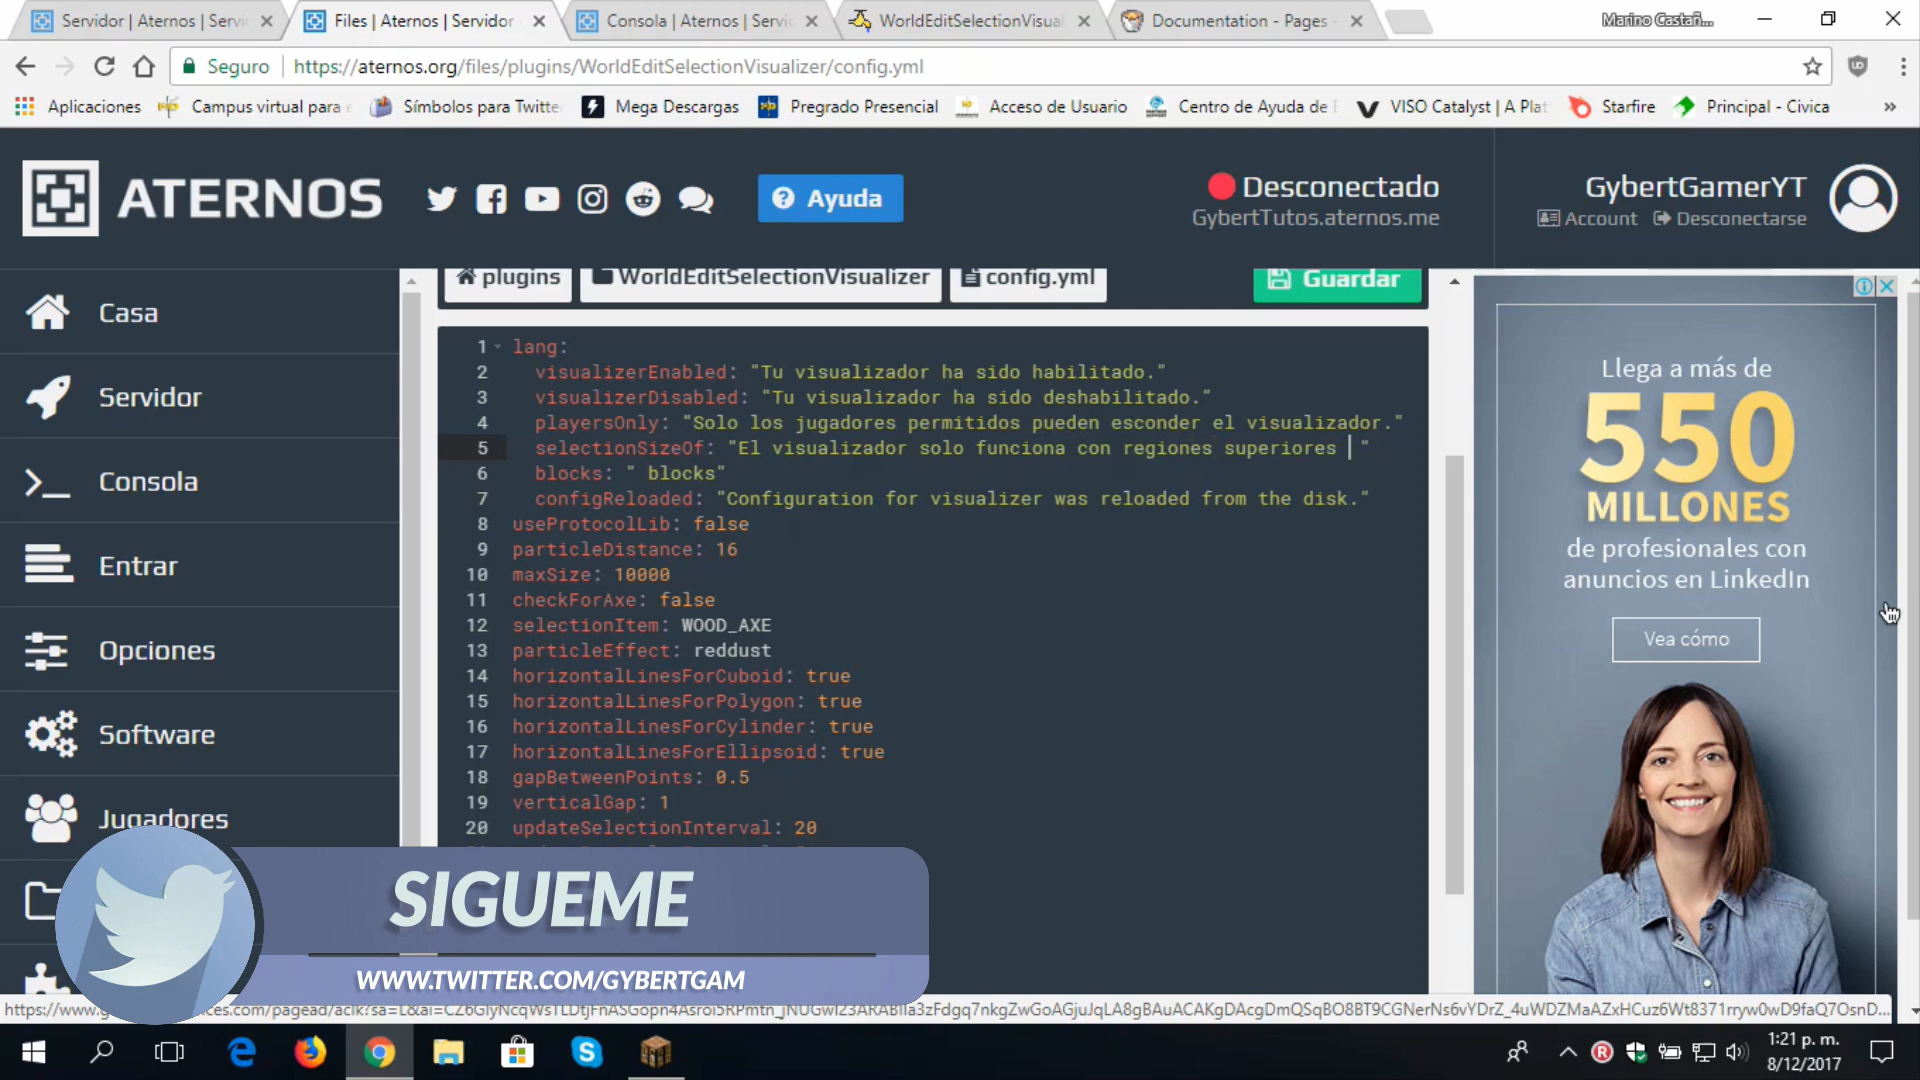 Servidor | Aternos | Servi
Files | Aternos | Servidor
Consola | Aternos | Servic
WorldEditSelectionVisual
Documentation - Pages -
Marino Castañ...
Seguro
https://aternos.org/files/plugins/WorldEditSelectionVisualizer/config.yml
Aplicaciones
Campus virtual para e
Símbolos para Twitte
Mega Descargas
Pregrado Presencial
Acceso de Usuario
Centro de Ayuda de E
VISO Catalyst | A Plat
Starfire
Principal - Civica
»
ATERNOS
Ayuda
Desconectado
GybertTutos.aternos.me
GybertGamerYT
Account
Desconectarse
Casa
Servidor
Consola
Entrar
Opciones
Software
Jugadores
plugins
WorldEditSelectionVisualizer
config.yml
Guardar
1 lang:
2 visualizerEnabled: "Tu visualizador ha sido habilitado."
3 visualizerDisabled: "Tu visualizador ha sido deshabilitado."
4 playersOnly: "Solo los jugadores permitidos pueden esconder el visualizador."
5 selectionSizeOf: "El visualizador solo funciona con regiones superiores "
6 blocks: " blocks"
7 configReloaded: "Configuration for visualizer was reloaded from the disk."
8 useProtocolLib: false
9 particleDistance: 16
10 maxSize: 10000
11 checkForAxe: false
12 selectionItem: WOOD_AXE
13 particleEffect: reddust
14 horizontalLinesForCuboid: true
15 horizontalLinesForPolygon: true
16 horizontalLinesForCylinder: true
17 horizontalLinesForEllipsoid: true
18 gapBetweenPoints: 0.5
19 verticalGap: 1
20 updateSelectionInterval: 20
Llega a más de
550
MILLONES
de profesionales con
anuncios en LinkedIn
Vea cómo
SIGUEME
WWW.TWITTER.COM/GYBERTGAM
1:21 p. m.
8/12/2017